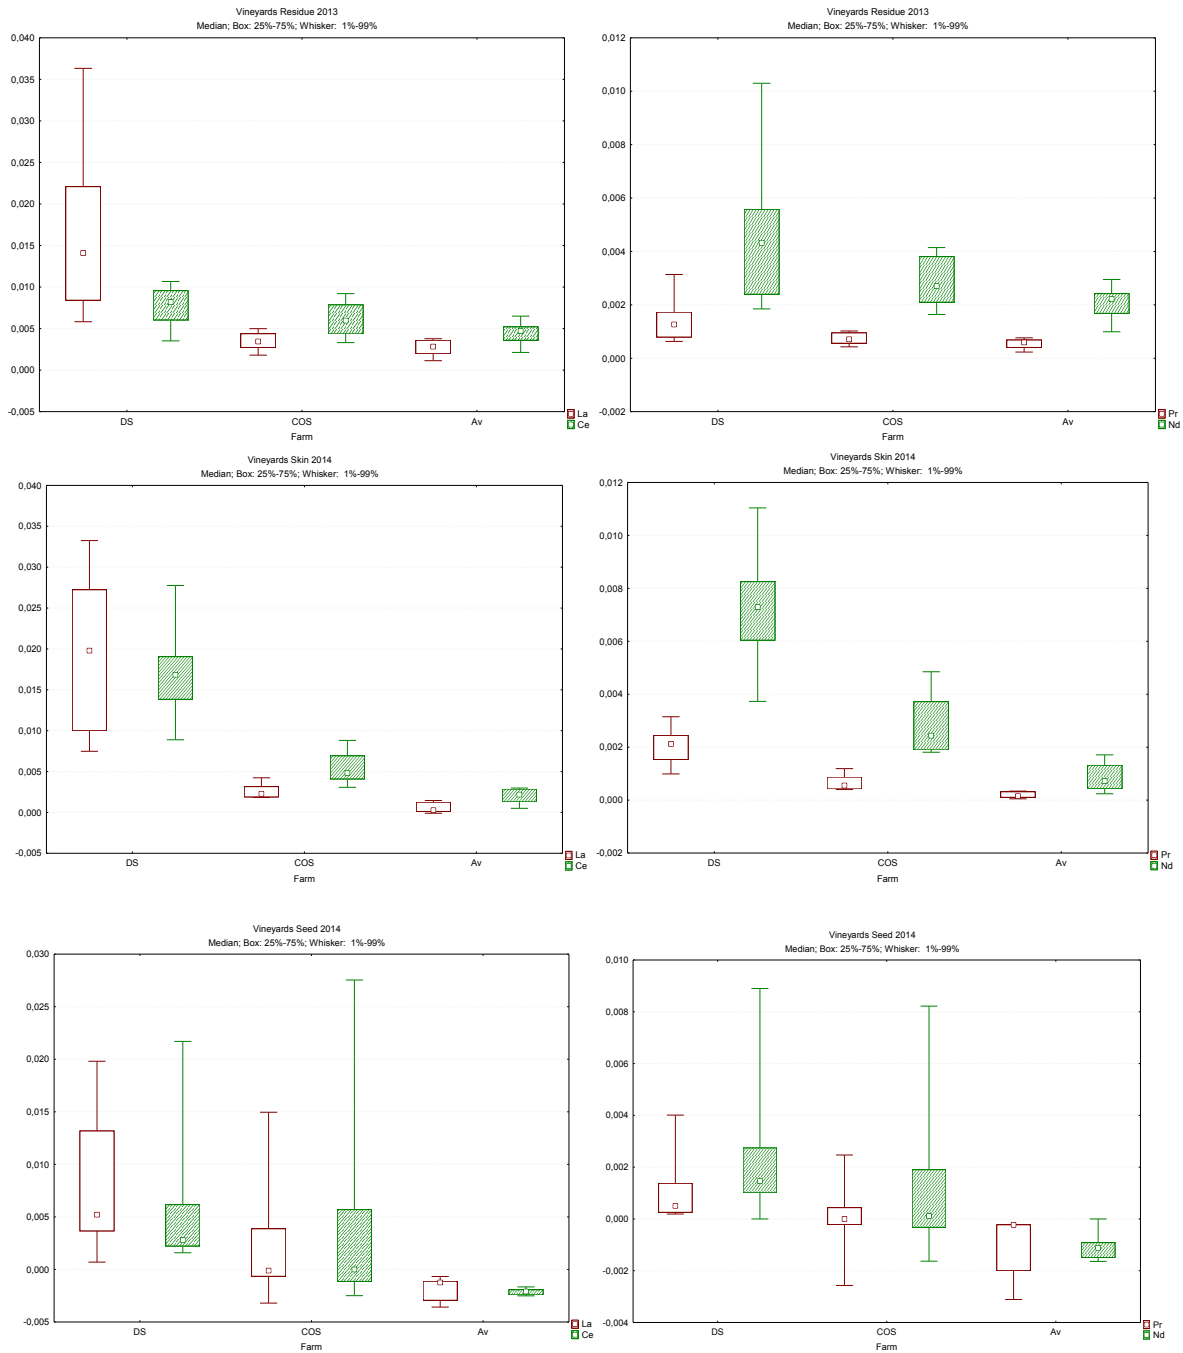 Vineyards Residue 2013
Median; Box: 25%-75%; Whisker: 1%-99%
0,040
0,035
0,030
0,025
0,020
0,015
0,010
0,005
0,000
-0,005
DS COS Av
Farm
La
Ce
Vineyards Residue 2013
Median; Box: 25%-75%; Whisker: 1%-99%
0,012
0,010
0,008
0,006
0,004
0,002
0,000
-0,002
DS COS Av
Farm
Pr
Nd
Vineyards Skin 2014
Median; Box: 25%-75%; Whisker: 1%-99%
0,040
0,035
0,030
0,025
0,020
0,015
0,010
0,005
0,000
-0,005
DS COS Av
Farm
La
Ce
Vineyards Skin 2014
Median; Box: 25%-75%; Whisker: 1%-99%
0,012
0,010
0,008
0,006
0,004
0,002
0,000
-0,002
DS COS Av
Farm
Pr
Nd
Vineyards Seed 2014
Median; Box: 25%-75%; Whisker: 1%-99%
0,030
0,025
0,020
0,015
0,010
0,005
0,000
-0,005
DS COS Av
Farm
La
Ce
Vineyards Seed 2014
Median; Box: 25%-75%; Whisker: 1%-99%
0,010
0,008
0,006
0,004
0,002
0,000
-0,002
-0,004
DS COS Av
Farm
Pr
Nd